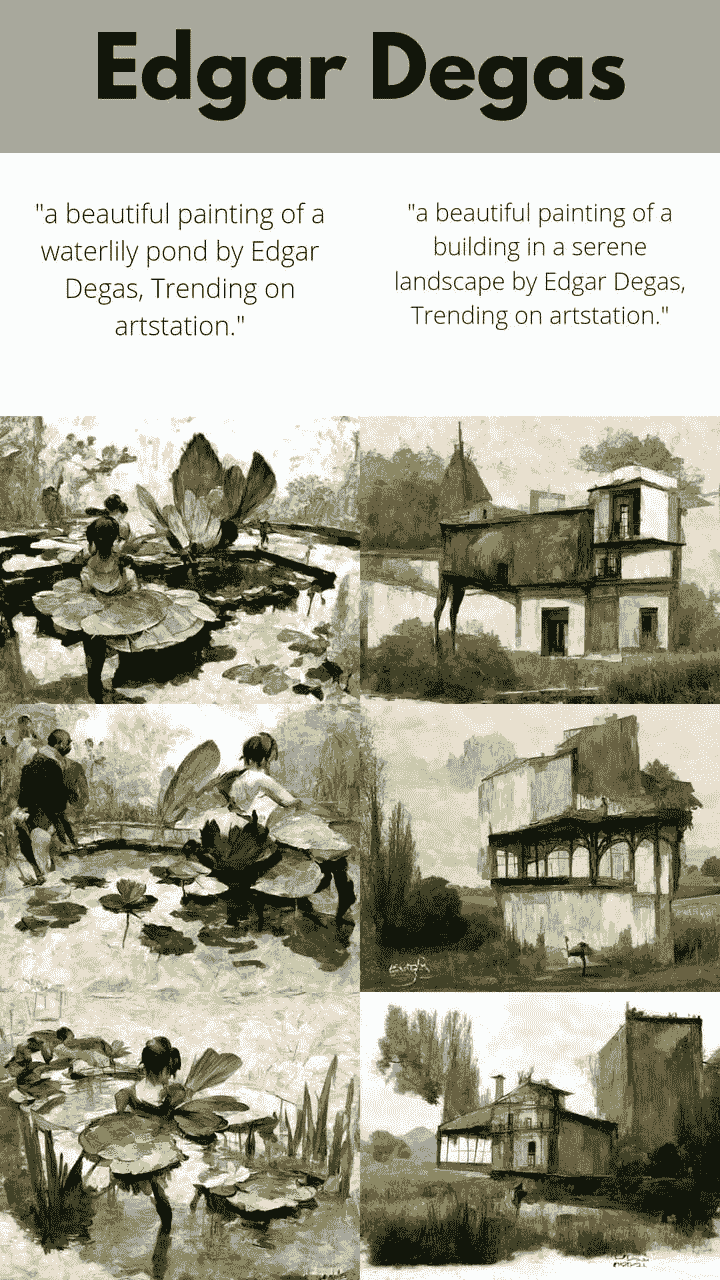 Edgar Degas
"a beautiful painting of a
waterlily pond by Edgar
Degas, Trending on
artstation."
"a beautiful painting of a
building in a serene
landscape by Edgar Degas,
Trending on artstation."